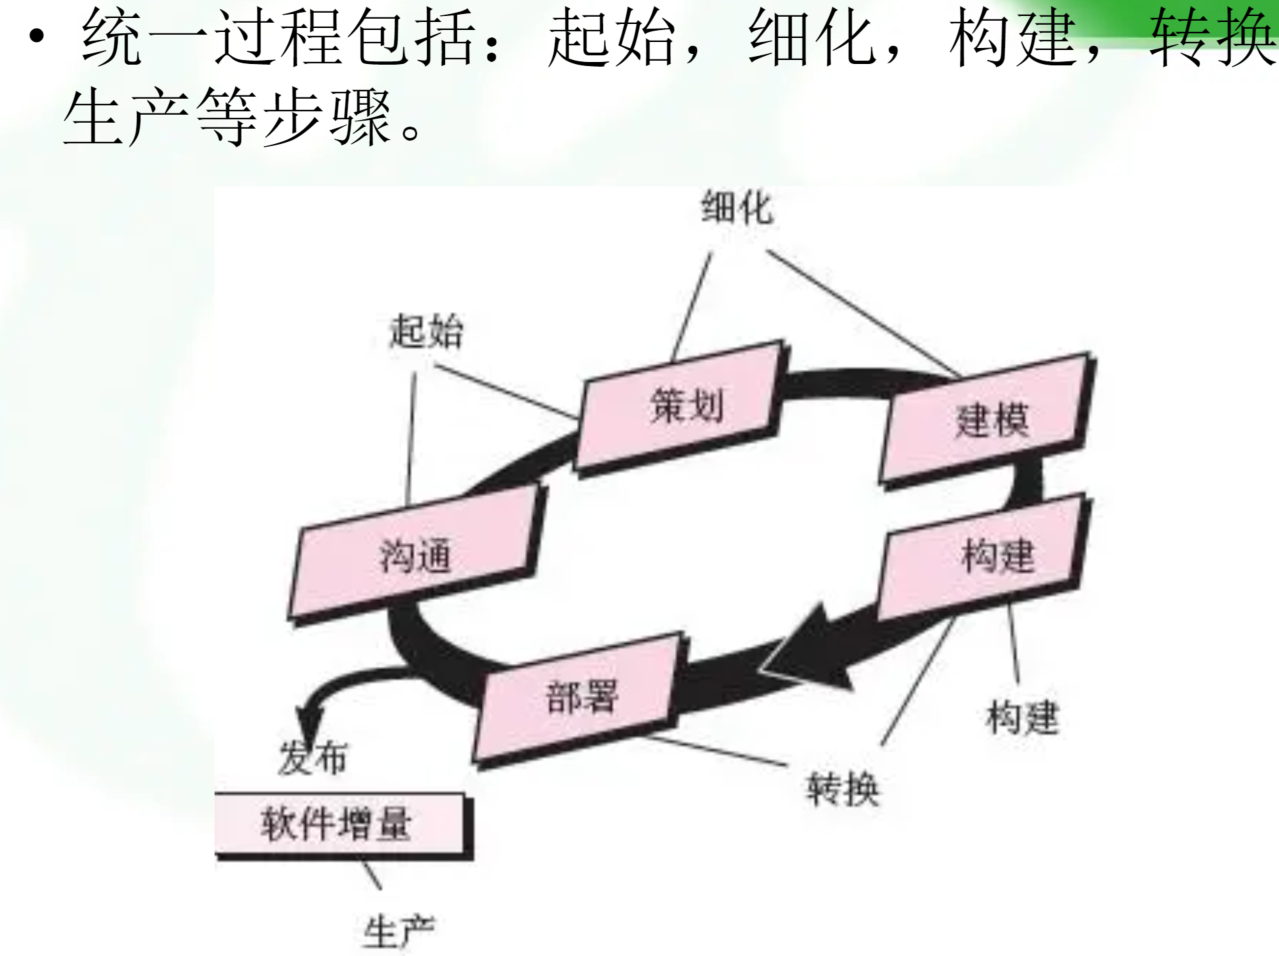 • 统一过程包括：起始，细化，构建，转换
生产等步骤。
细化
起始
策划
建模
沟通
构建
部署
构建
发布
转换
软件增量
生产